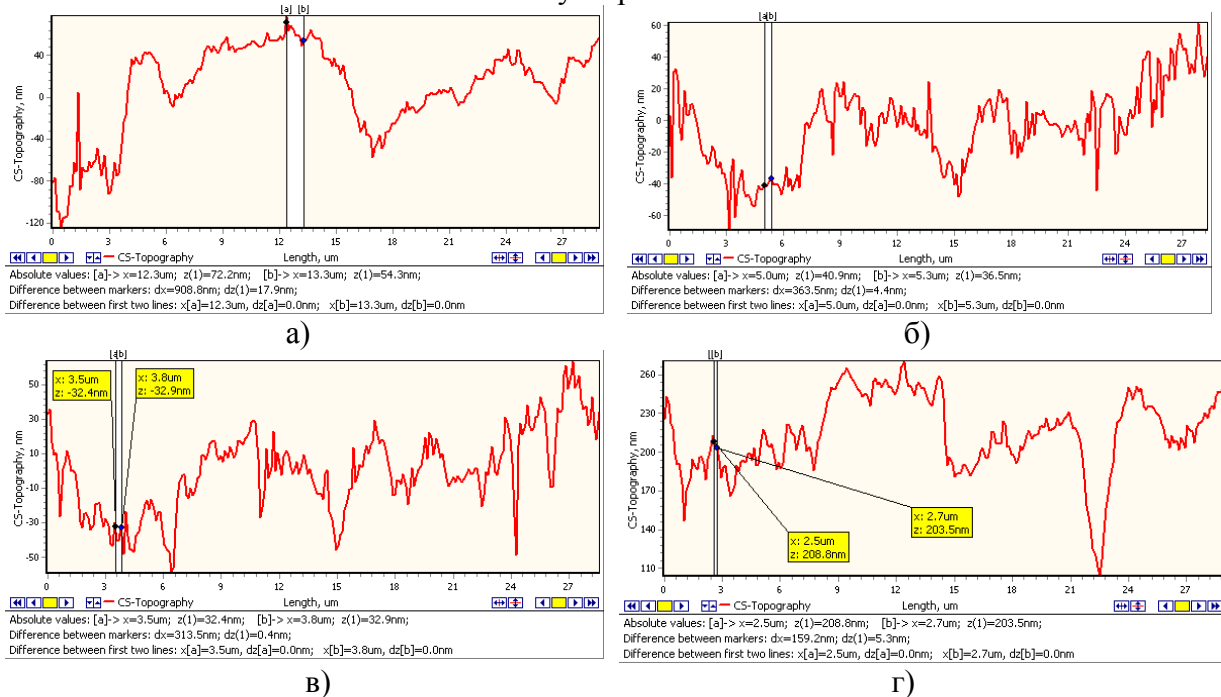 [a] [b]
CS-Topography, nm
40
0
-40
-80
-120
0 3 6 9 12 15 18 21 24 27
CS-Topography Length, um
Absolute values: [a]-> x=12.3um; z(1)=72.2nm; [b]-> x=13.3um; z(1)=54.3nm;
Difference between markers: dx=908.8nm; dz(1)=17.9nm;
Difference between first two lines: x[a]=12.3um, dz[a]=0.0nm; x[b]=13.3um, dz[b]=0.0nm
а)
[a[b]
CS-Topography, nm
60
40
20
0
-20
-40
-60
0 3 6 9 12 15 18 21 24 27
CS-Topography Length, um
Absolute values: [a]-> x=5.0um; z(1)=40.9nm; [b]-> x=5.3um; z(1)=36.5nm;
Difference between markers: dx=363.5nm; dz(1)=4.4nm;
Difference between first two lines: x[a]=5.0um, dz[a]=0.0nm; x[b]=5.3um, dz[b]=0.0nm
б)
[a[b]
x: 3.5um
z: -32.4nm
x: 3.8um
z: -32.9nm
CS-Topography, nm
50
30
10
-10
-30
-50
0 3 6 9 12 15 18 21 24 27
CS-Topography Length, um
Absolute values: [a]-> x=3.5um; z(1)=32.4nm; [b]-> x=3.8um; z(1)=32.9nm;
Difference between markers: dx=313.5nm; dz(1)=0.4nm;
Difference between first two lines: x[a]=3.5um, dz[a]=0.0nm; x[b]=3.8um, dz[b]=0.0nm
в)
[[b]
CS-Topography, nm
260
230
200
170
140
110
x: 2.7um
z: 203.5nm
x: 2.5um
z: 208.8nm
0 3 6 9 12 15 18 21 24 27
CS-Topography Length, um
Absolute values: [a]-> x=2.5um; z(1)=208.8nm; [b]-> x=2.7um; z(1)=203.5nm;
Difference between markers: dx=159.2nm; dz(1)=5.3nm;
Difference between first two lines: x[a]=2.5um, dz[a]=0.0nm; x[b]=2.7um, dz[b]=0.0nm
г)